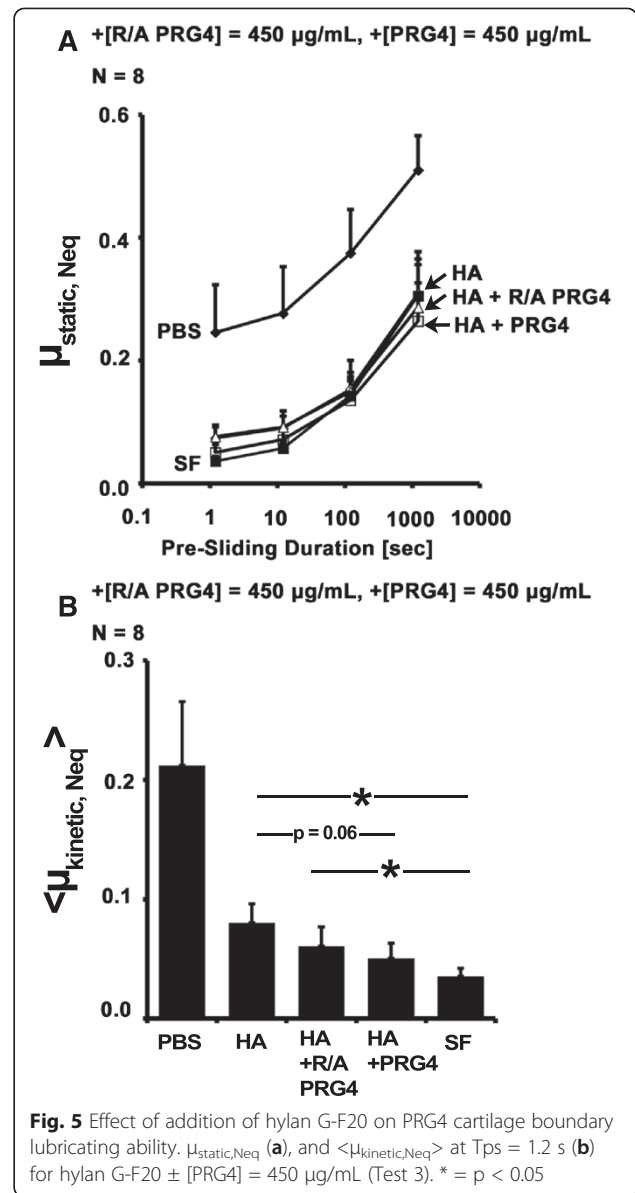 A +[R/A PRG4] = 450 µg/mL, +[PRG4] = 450 µg/mL
N = 8
0.6
0.4
0.2
0.0
μstatic, Neq
PBS
HA
HA + R/A PRG4
HA + PRG4
SF
0.1 1 10 100 1000 10000
Pre-Sliding Duration [sec]
B +[R/A PRG4] = 450 µg/mL, +[PRG4] = 450 µg/mL
N = 8
0.3
0.2
0.1
0.0
<μkinetic, Neq>
*
p = 0.06
*
PBS HA HA +R/A PRG4 HA +PRG4 SF
Fig. 5 Effect of addition of hylan G-F20 on PRG4 cartilage boundary
lubricating ability. μstatic,Neq (a), and <μkinetic,Neq> at Tps = 1.2 s (b)
for hylan G-F20 ± [PRG4] = 450 μg/mL (Test 3). * = p < 0.05